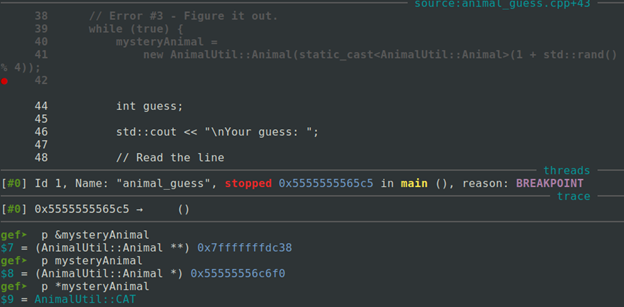 source:animal_guess.cpp+43
38 // Error #3 - Figure it out.
39 while (true) {
40 mysteryAnimal =
41 new AnimalUtil::Animal(static_cast<AnimalUtil::Animal>(1 + std::rand()
% 4));
42
44 int guess;
45
46 std::cout << "\nYour guess: ";
47
48 // Read the line
threads
[#0] Id 1, Name: "animal_guess", stopped 0x5555555565c5 in main (), reason: BREAKPOINT
trace
[#0] 0x5555555565c5 → ()
gef➤ p &mysteryAnimal
$7 = (AnimalUtil::Animal **) 0x7fffffffdc38
gef➤ p mysteryAnimal
$8 = (AnimalUtil::Animal *) 0x55555556c6f0
gef➤ p *mysteryAnimal
$9 = AnimalUtil::CAT